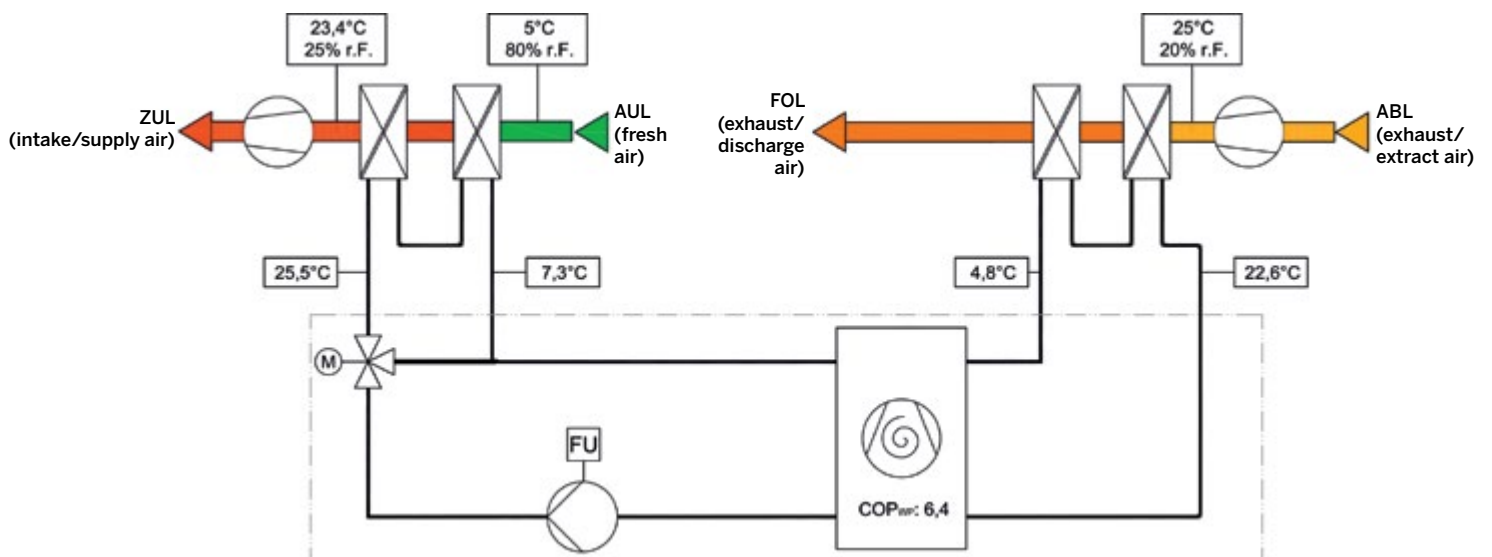 23,4°C
25% r.F.
5°C
80% r.F.
25°C
20% r.F.
ZUL
(intake/supply air)
AUL
(fresh
air)
FOL
(exhaust/
discharge
air)
ABL
(exhaust/
extract air)
25,5°C
7,3°C
4,8°C
22,6°C
M
FU
COPWP: 6,4